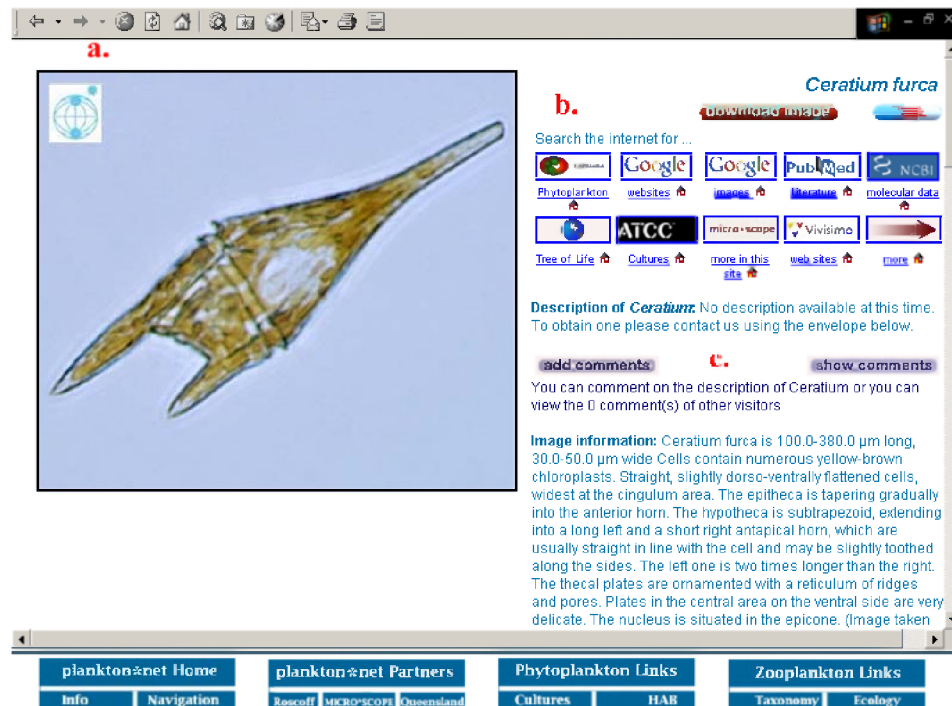 a.
Ceratium furca
b.
download image
Search the internet for ...
Google Google PubMed NCBI
Phytoplankton websites images literature molecular data
ATCC micro*scope Vivísimo
Tree of Life Cultures more in this site web sites more
Description of Ceratium: No description available at this time.
To obtain one please contact us using the envelope below.
add comments c. show comments
You can comment on the description of Ceratium or you can
view the 0 comment(s) of other visitors
Image information: Ceratium furca is 100.0-380.0 µm long,
30.0-50.0 µm wide Cells contain numerous yellow-brown
chloroplasts. Straight, slightly dorso-ventrally flattened cells,
widest at the cingulum area. The epitheca is tapering gradually
into the anterior horn. The hypotheca is subtrapezoid, extending
into a long left and a short right antapical horn, which are
usually straight in line with the cell and may be slightly toothed
along the sides. The left one is two times longer than the right.
The thecal plates are ornamented with a reticulum of ridges
and pores. Plates in the central area on the ventral side are very
delicate. The nucleus is situated in the epicone. (Image taken
plankton*net Home plankton*net Partners Phytoplankton Links Zooplankton Links
Info Navigation Roscoff MICRO*SCOPE Queensland Cultures HAB Taxonomy Ecology